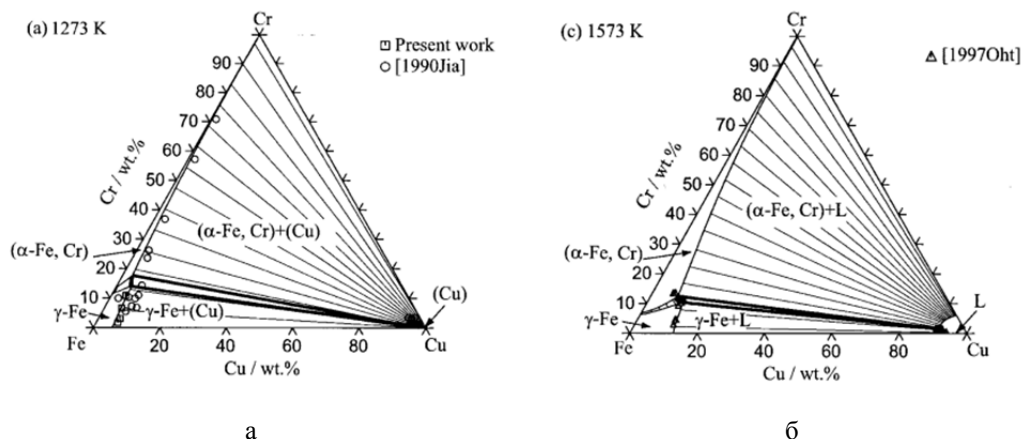 (a) 1273 K
Cr
Present work
[1990Jia]
90
80
70
60
50
40
30
20
10
Cr / wt.%
(α-Fe, Cr)+(Cu)
(α-Fe, Cr)
γ-Fe
γ-Fe+(Cu)
(Cu)
Fe
20
40
60
80
Cu
Cu / wt.%
а
(c) 1573 K
Cr
[1997Oht]
90
80
70
60
50
40
30
20
10
Cr / wt.%
(α-Fe, Cr)+L
(α-Fe, Cr)
γ-Fe
γ-Fe+L
L
Fe
20
40
60
80
Cu
Cu / wt.%
б